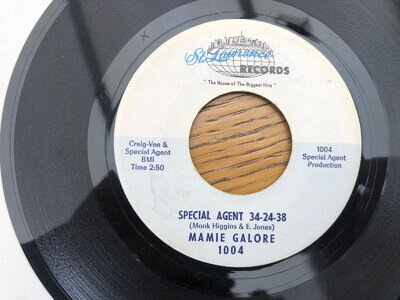 St. Lawrence
RECORDS
"The House of The Biggest Hits"
Craig-Vee &
Special Agent
BMI
Time 2:50
1004
Special Agent
Production
SPECIAL AGENT 34-24-38
(Monk Higgins & E. Jones)
MAMIE GALORE
1004